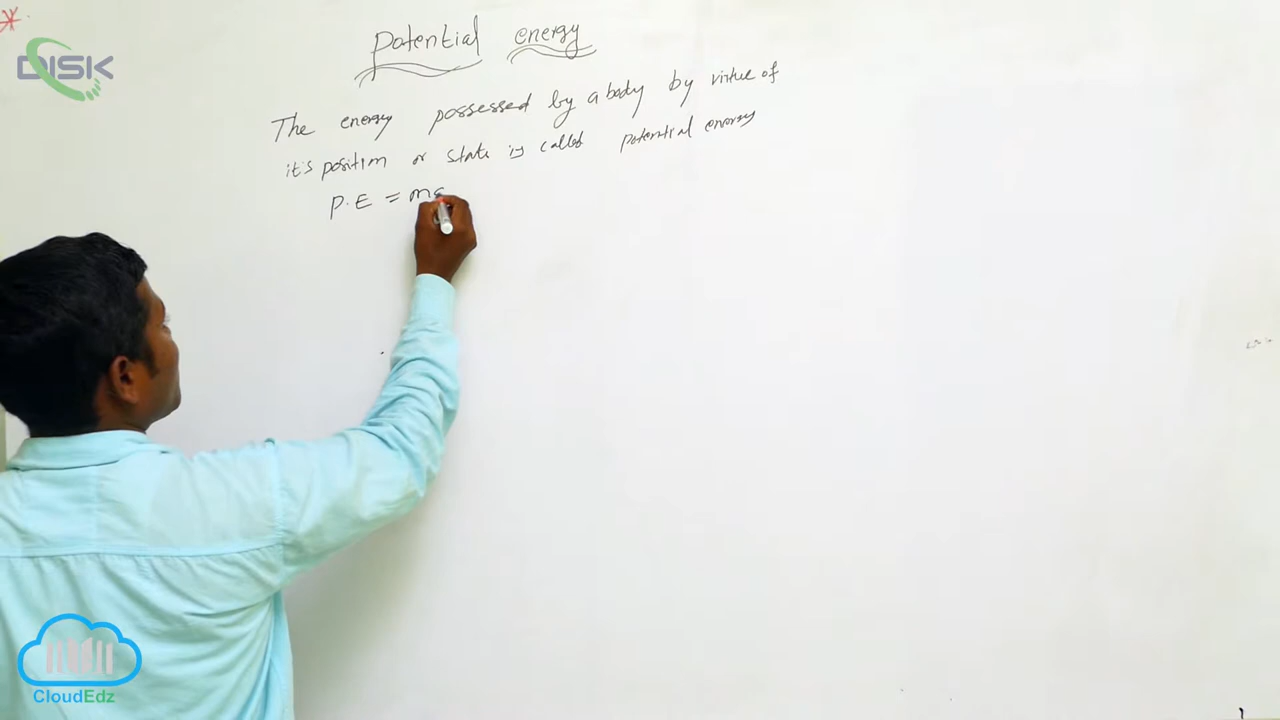 DISK
Potential energy
The energy possessed by a body by virtue of
it's position or state is called potential energy
P.E = mg
CloudEdz